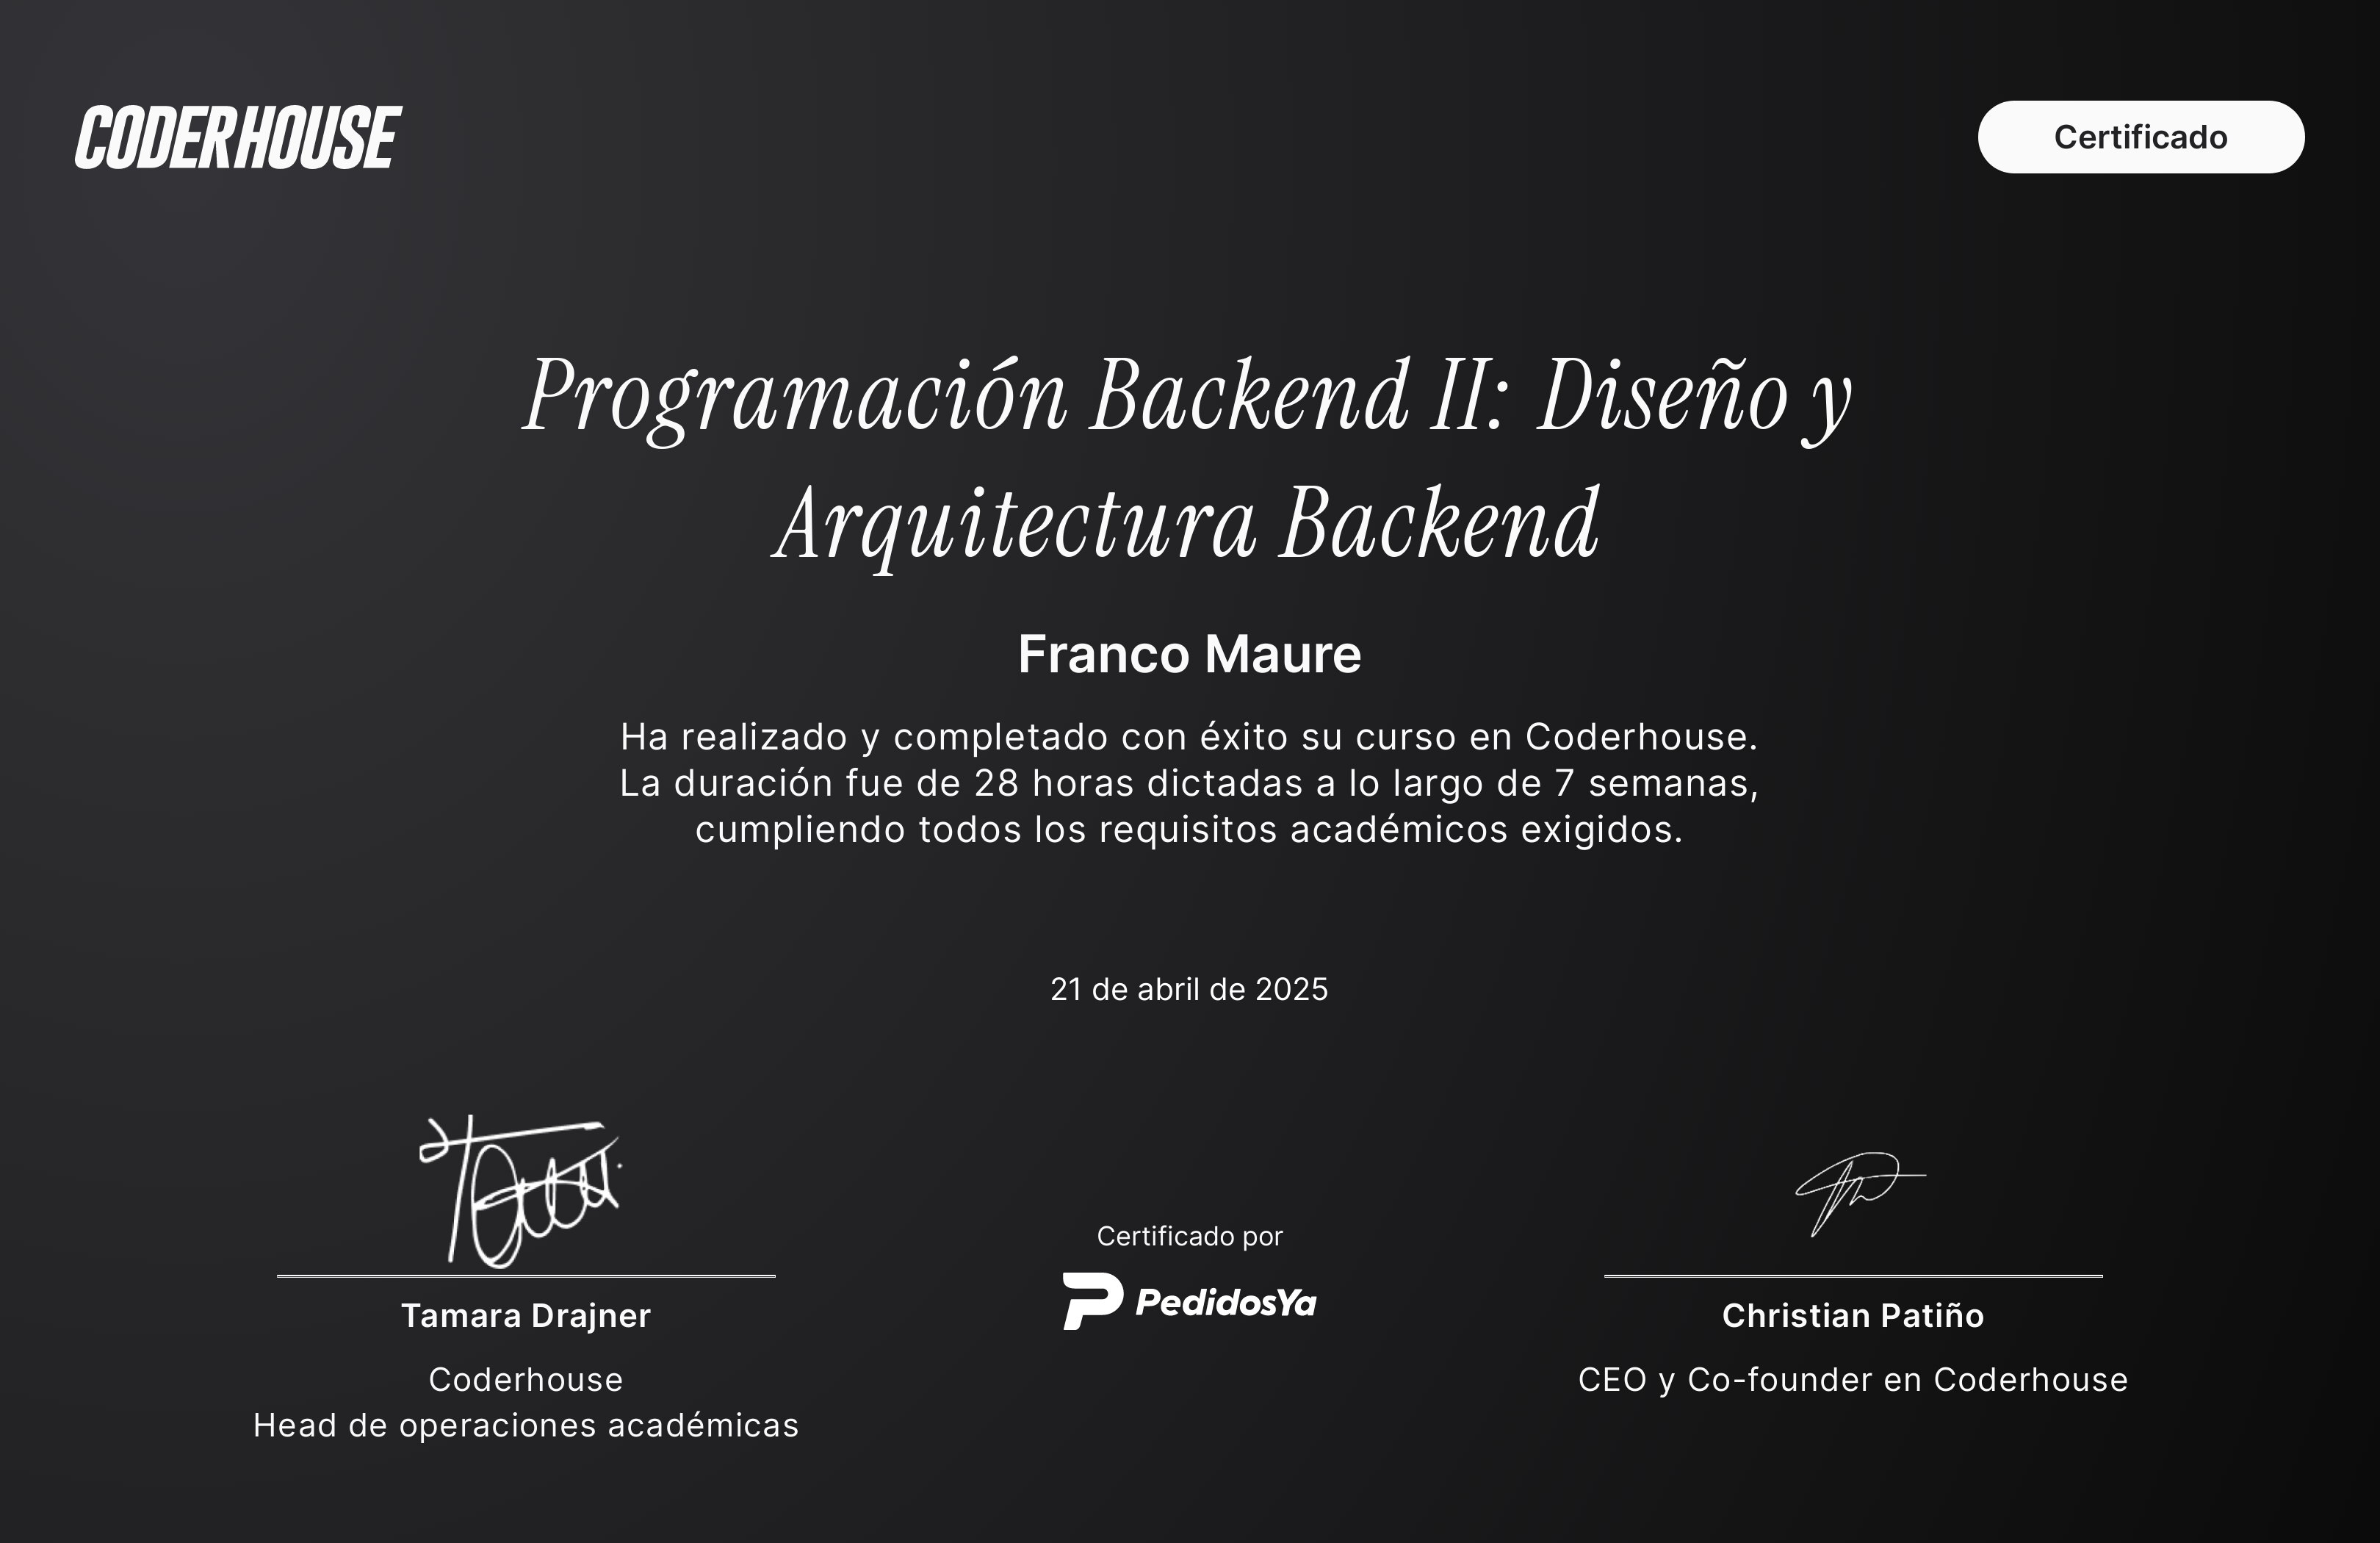 CODERHOUSE
Certificado
Programación Backend II: Diseño y
Arquitectura Backend
Franco Maure
Ha realizado y completado con éxito su curso en Coderhouse.
La duración fue de 28 horas dictadas a lo largo de 7 semanas,
cumpliendo todos los requisitos académicos exigidos.
21 de abril de 2025
Tamara Drajner
Coderhouse
Head de operaciones académicas
Certificado por
PedidosYa
Christian Patiño
CEO y Co-founder en Coderhouse